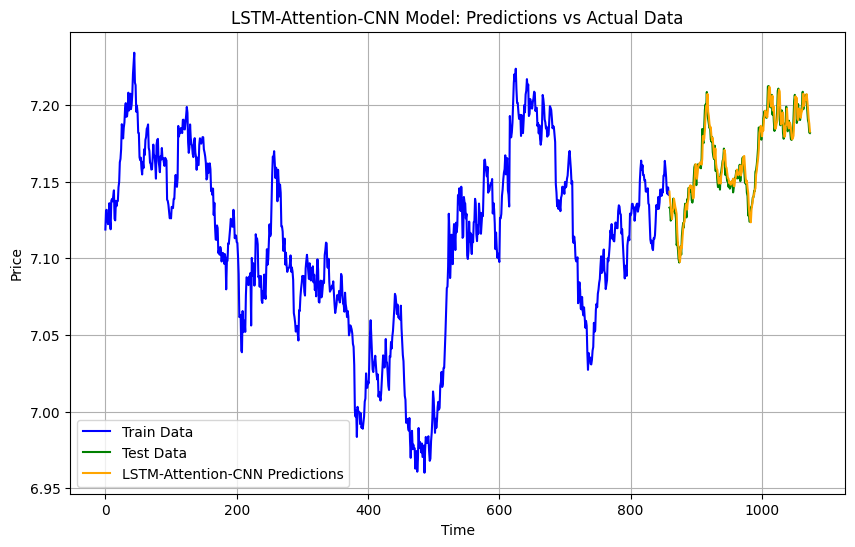 LSTM-Attention-CNN Model: Predictions vs Actual Data
Price
7.20
7.15
7.10
7.05
7.00
6.95
Train Data
Test Data
LSTM-Attention-CNN Predictions
0 200 400 600 800 1000
Time